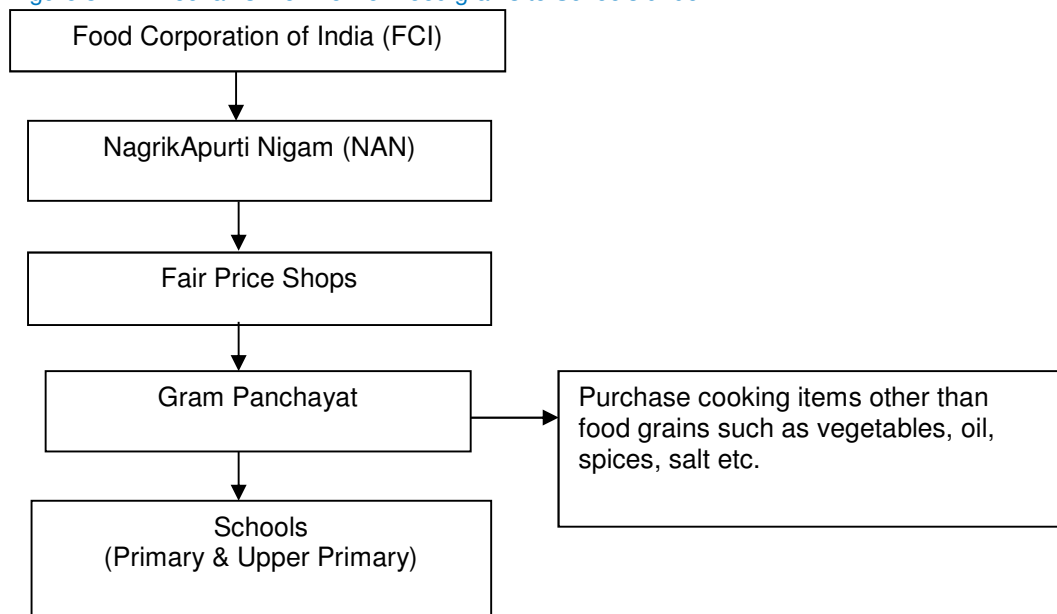 Food Corporation of India (FCI)
NagrikApurti Nigam (NAN)
Fair Price Shops
Gram Panchayat
Purchase cooking items other than
food grains such as vegetables, oil,
spices, salt etc.
Schools
(Primary & Upper Primary)